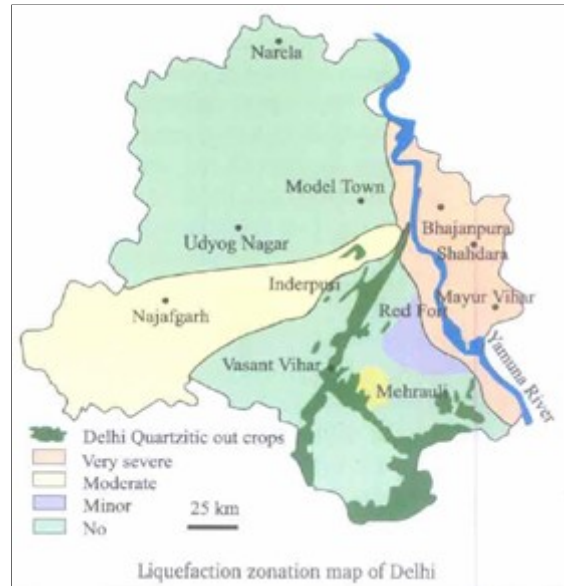 Narela
Model Town
Bhajanpura
Udyog Nagar
Shahdara
Inderpuri
Mayur Vihar
Najafgarh
Red Fort
Yamuna River
Vasant Vihar
Mehrauli
Delhi Quartzitic out crops
Very severe
Moderate
Minor
25 km
No
Liquefaction zonation map of Delhi